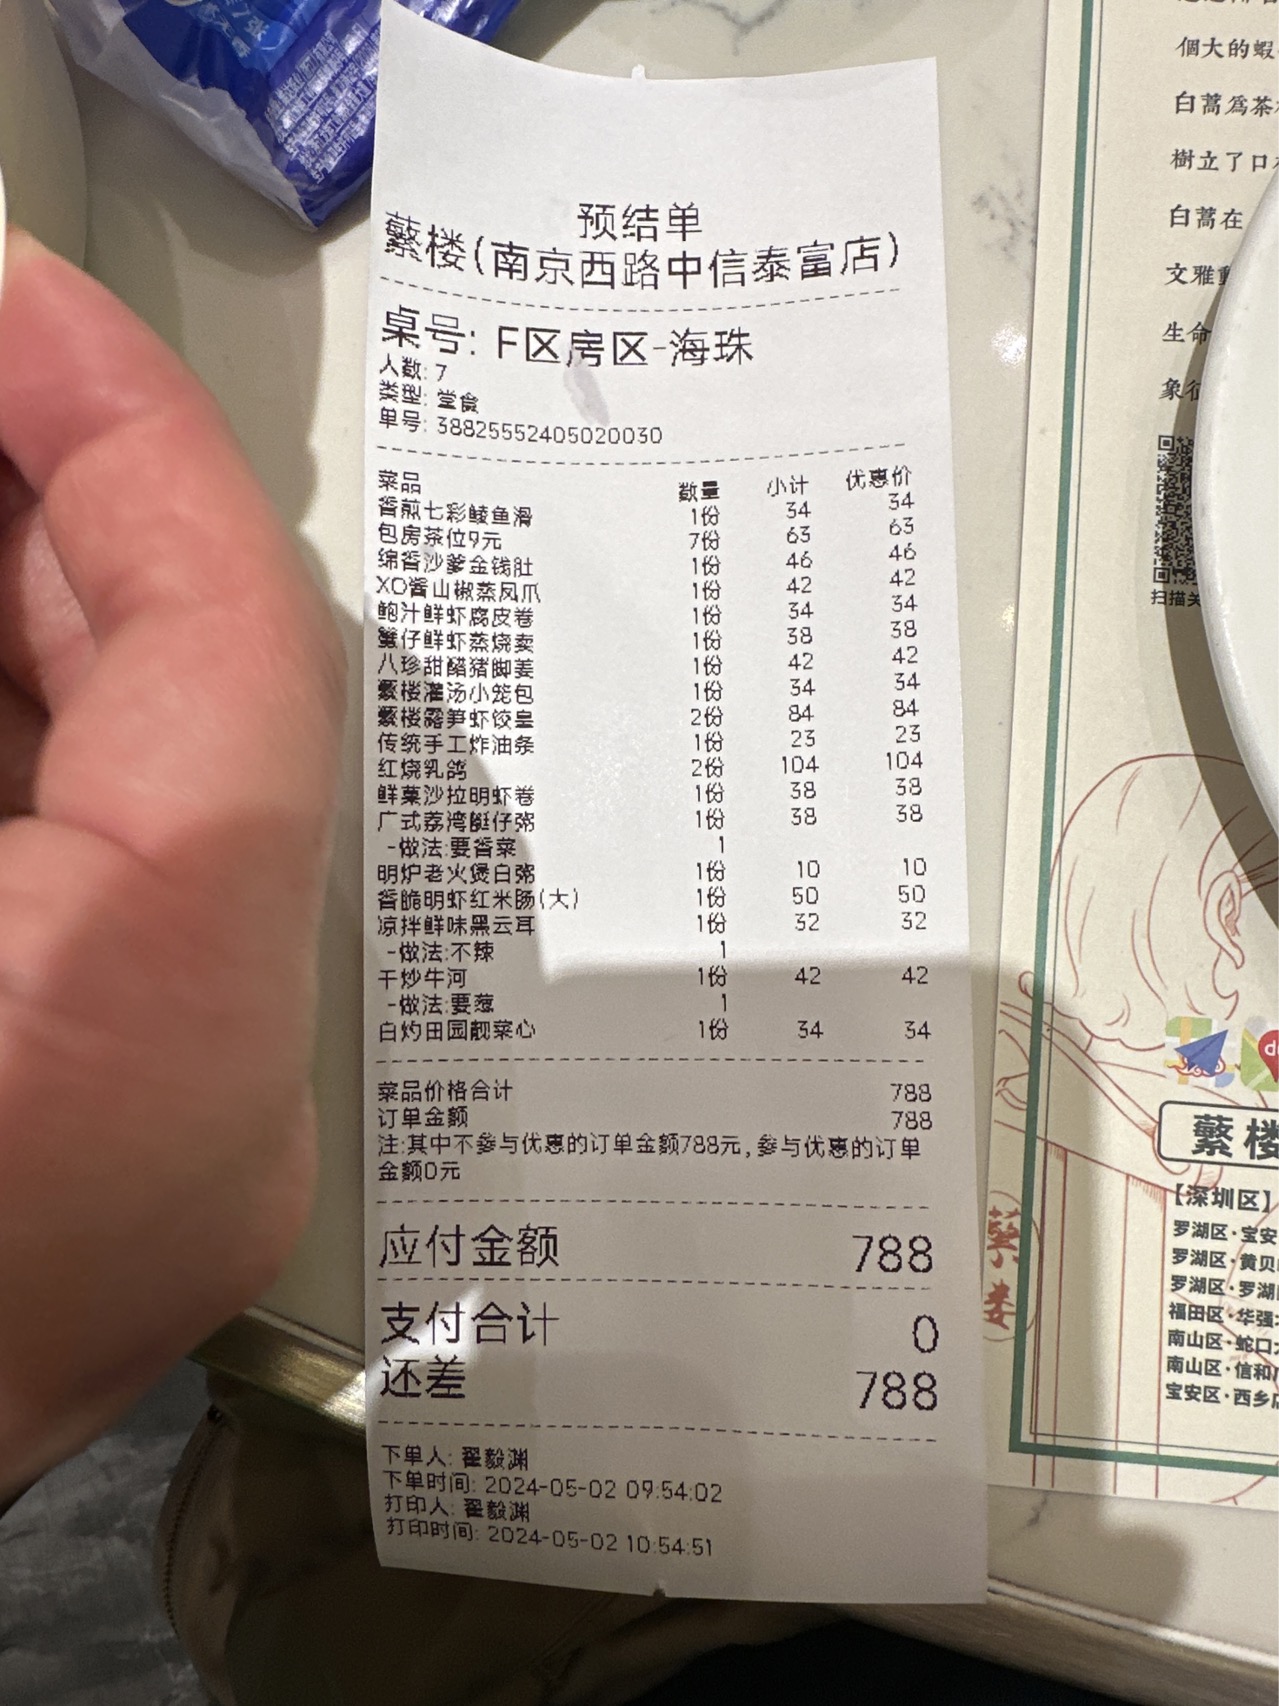 预结单
蘩楼(南京西路中信泰富店)
桌号: F区房区-海珠
人数: 7
类型: 堂食
单号: 38825552405020030
菜品 数量 小计 优惠价
香煎七彩鲮鱼滑 1份 34 34
包房茶位9元 7份 63 63
绵香沙爹金钱肚 1份 46 46
XO酱山椒蒸凤爪 1份 42 42
鲍汁鲜虾腐皮卷 1份 34 34
蟹仔鲜虾蒸烧卖 1份 38 38
八珍甜醋猪脚姜 1份 42 42
蘩楼灌汤小笼包 1份 34 34
蘩楼露笋虾饺皇 2份 84 84
传统手工炸油条 1份 23 23
红烧乳鸽 2份 104 104
鲜菓沙拉明虾卷 1份 38 38
广式荔湾艇仔粥 1份 38 38
-做法:要香菜 1
明炉老火煲白粥 1份 10 10
香脆明虾红米肠(大) 1份 50 50
凉拌鲜味黑云耳 1份 32 32
-做法:不辣 1
干炒牛河 1份 42 42
-做法:要葱 1
白灼田园靓菜心 1份 34 34
菜品价格合计 788
订单金额 788
注:其中不参与优惠的订单金额788元,参与优惠的订单
金额0元
应付金额 788
支付合计 0
还差 788
下单人: 翟毅渊
下单时间: 2024-05-02 09:54:02
打印人: 翟毅渊
打印时间: 2024-05-02 10:54:51
個大的蝦
白蒿爲茶
樹立了口
白蒿在
文雅
生命
象征
扫描关
蘩楼
【深圳区】
罗湖区·宝安
罗湖区·黄贝
罗湖区·罗湖
福田区·华强
南山区·蛇口
南山区·信和
宝安区·西乡
蘩楼